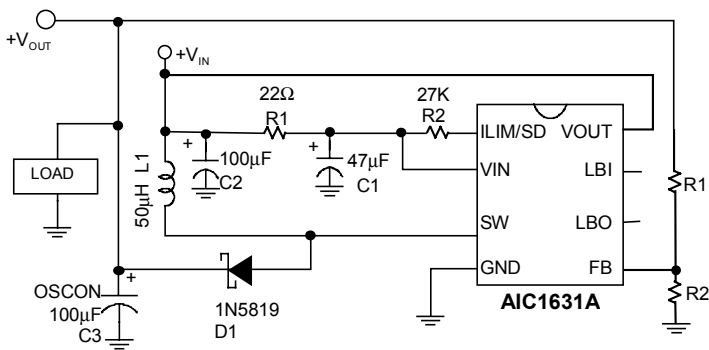 +VOUT
+VIN
22Ω
R1
27K
R2
ILIM/SD
VOUT
+
100μF
C2
+
47μF
C1
VIN
LBI
LOAD
50μH L1
R1
SW
LBO
GND
FB
+
OSCON
100μF
C3
1N5819
D1
AIC1631A
R2